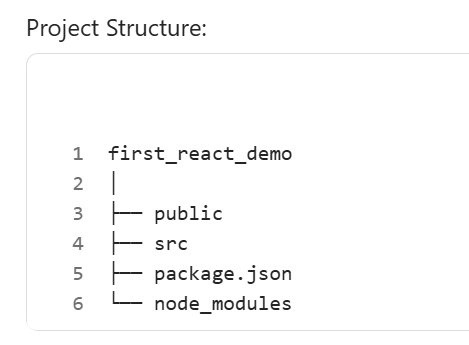 Project Structure:
1 first_react_demo
2 │
3 ├── public
4 ├── src
5 ├── package.json
6 └── node_modules